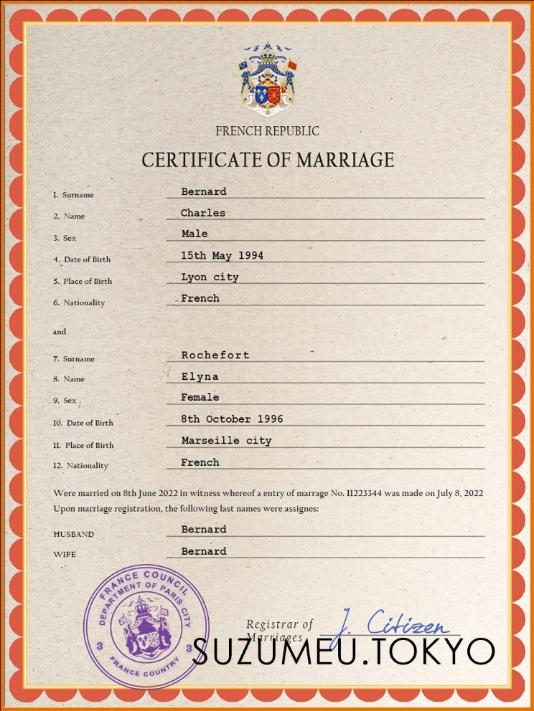 FRENCH REPUBLIC
CERTIFICATE OF MARRIAGE
1. Surname Bernard
2. Name Charles
3. Sex Male
4. Date of Birth 15th May 1994
5. Place of Birth Lyon city
6. Nationality French
and
7. Surname Rochefort
8. Name Elyna
9. Sex Female
10. Date of Birth 8th October 1996
11. Place of Birth Marseille city
12. Nationality French
Were married on 8th June 2022 in witness whereof a entry of marrage No. 11223344 was made on July 8, 2022
Upon marriage registration, the following last names were assignes:
HUSBAND Bernard
WIFE Bernard
FRANCE COUNCIL
DEPARTMENT OF PARIS CITY
3 3
FRANCE COUNTRY
Registrar of
Marriages
J. Citizen
SUZUMEU.TOKYO